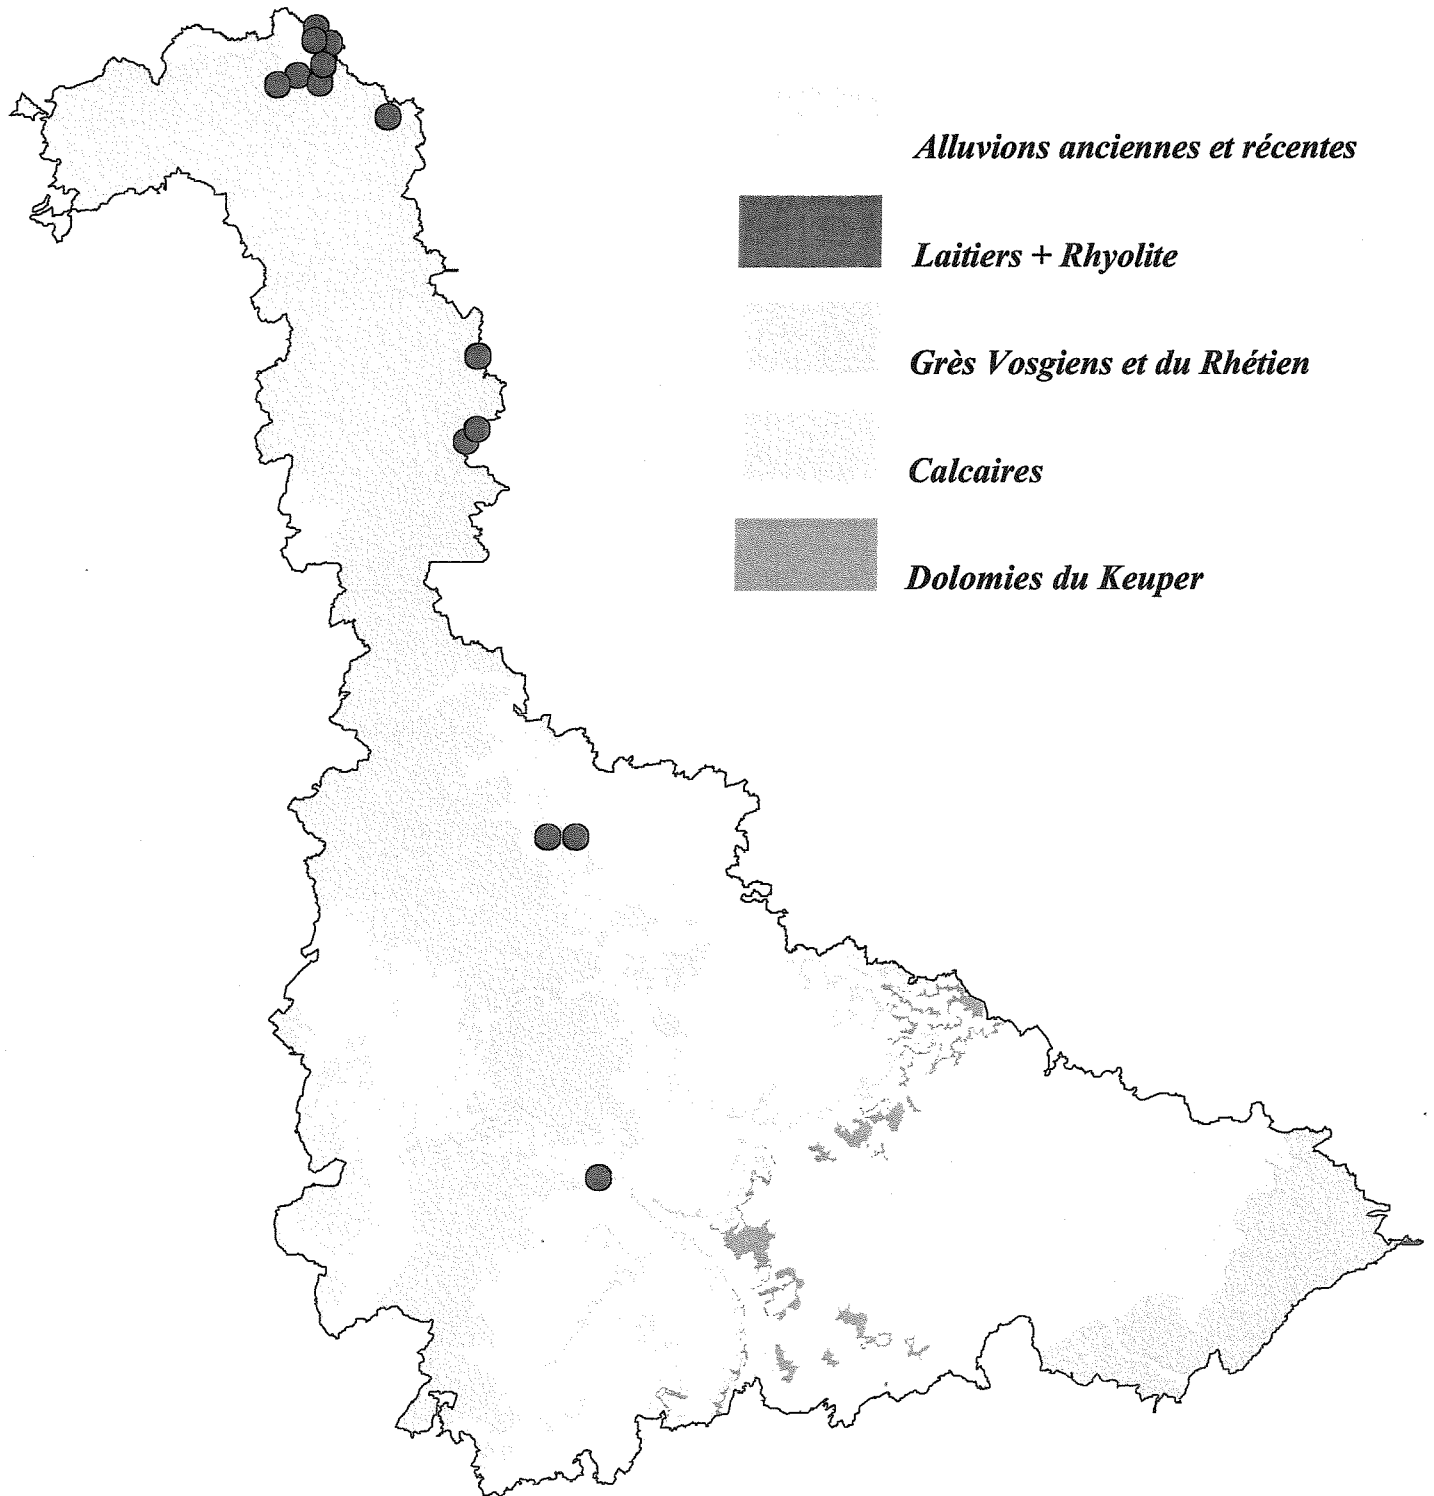 Alluvions anciennes et récentes
Laitiers + Rhyolite
Grès Vosgiens et du Rhétien
Calcaires
Dolomies du Keuper